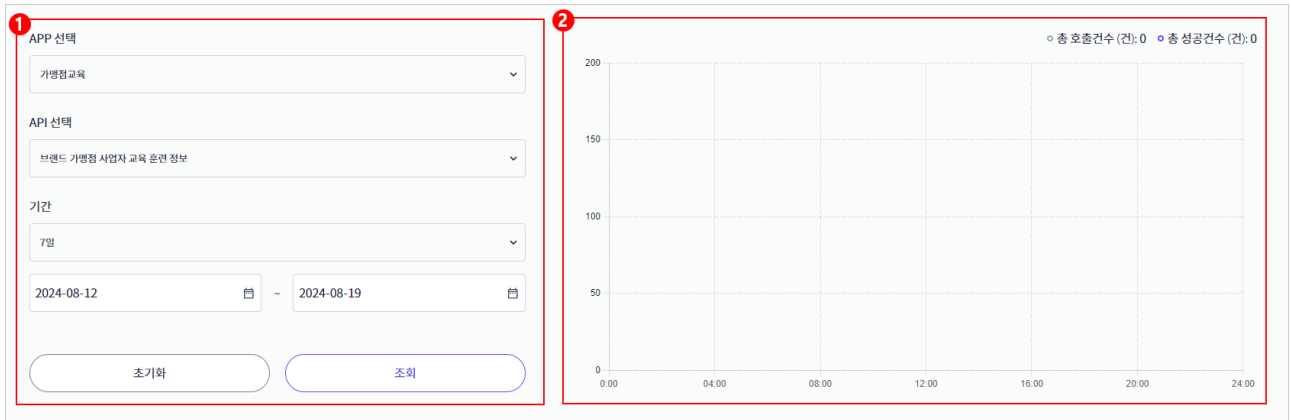 1
APP 선택
가맹점교육
API 선택
브랜드 가맹점 사업자 교육 훈련 정보
기간
7일
2024-08-12 ~ 2024-08-19
초기화 조회
2
총 호출건수 (건): 0 총 성공건수 (건): 0
200
150
100
50
0
0:00 04:00 08:00 12:00 16:00 20:00 24:00